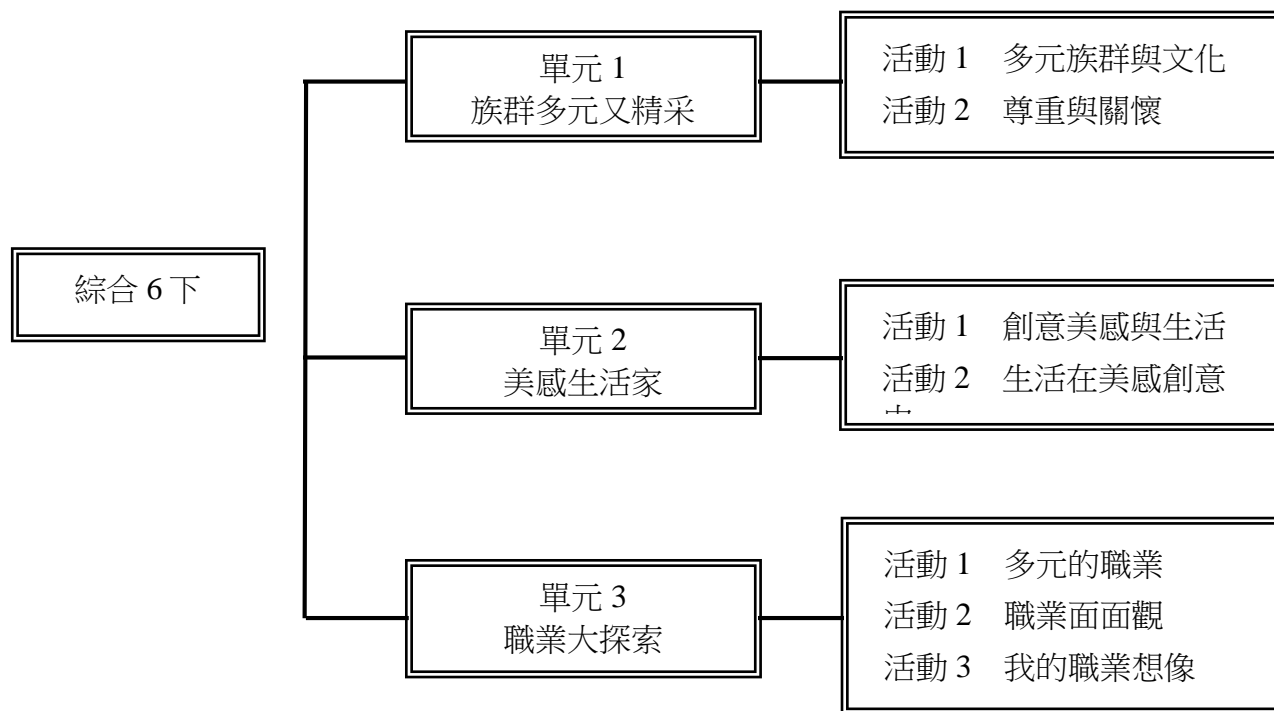 綜合 6 下
單元 1
族群多元又精采
活動 1　多元族群與文化
活動 2　尊重與關懷
單元 2
美感生活家
活動 1　創意美感與生活
活動 2　生活在美感創意
單元 3
職業大探索
活動 1　多元的職業
活動 2　職業面面觀
活動 3　我的職業想像